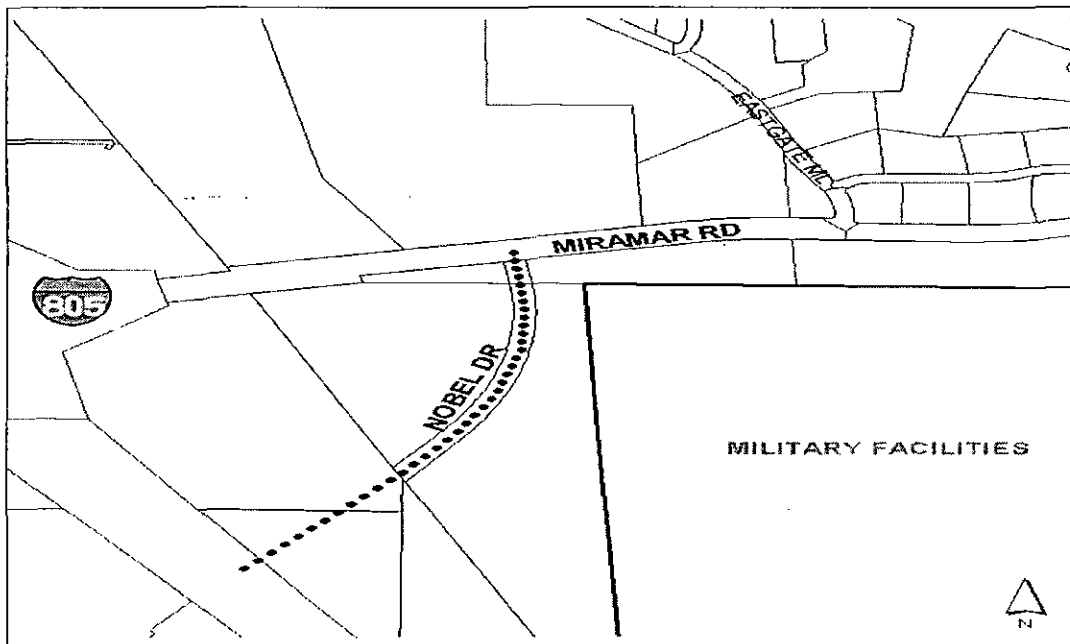 EASTGATE ML
MIRAMAR RD
805
NOBEL DR
MILITARY FACILITIES
N